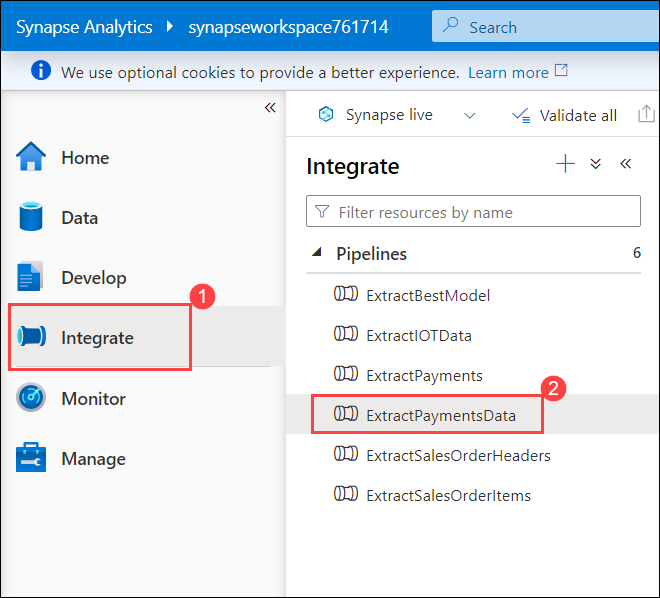 Synapse Analytics synapseworkspace761714 Search
We use optional cookies to provide a better experience. Learn more
Synapse live Validate all
Home
Data
Develop
Integrate
1
Monitor
Manage
Integrate
Filter resources by name
Pipelines 6
ExtractBestModel
ExtractIOTData
ExtractPayments
2
ExtractPaymentsData
ExtractSalesOrderHeaders
ExtractSalesOrderItems